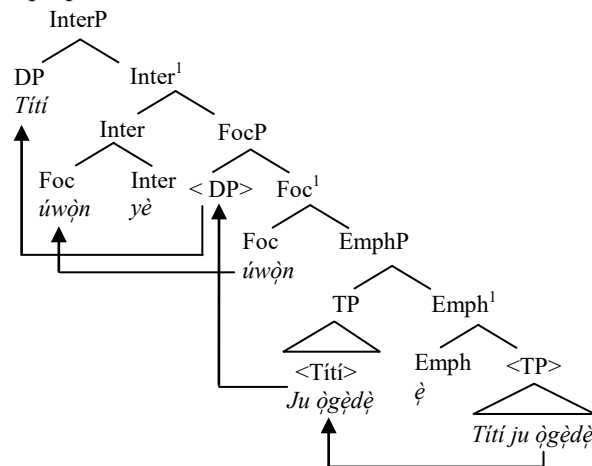 InterP
DP Inter¹
Títí
Inter FocP
Foc Inter < DP> Foc¹
úwọ̀n yè
Foc EmphP
úwọ̀n
TP Emph¹
<Títí> Emph <TP>
Ju ọ̀gẹ̀dẹ̀ ẹ̀
Títí ju ọ̀gẹ̀dẹ̀